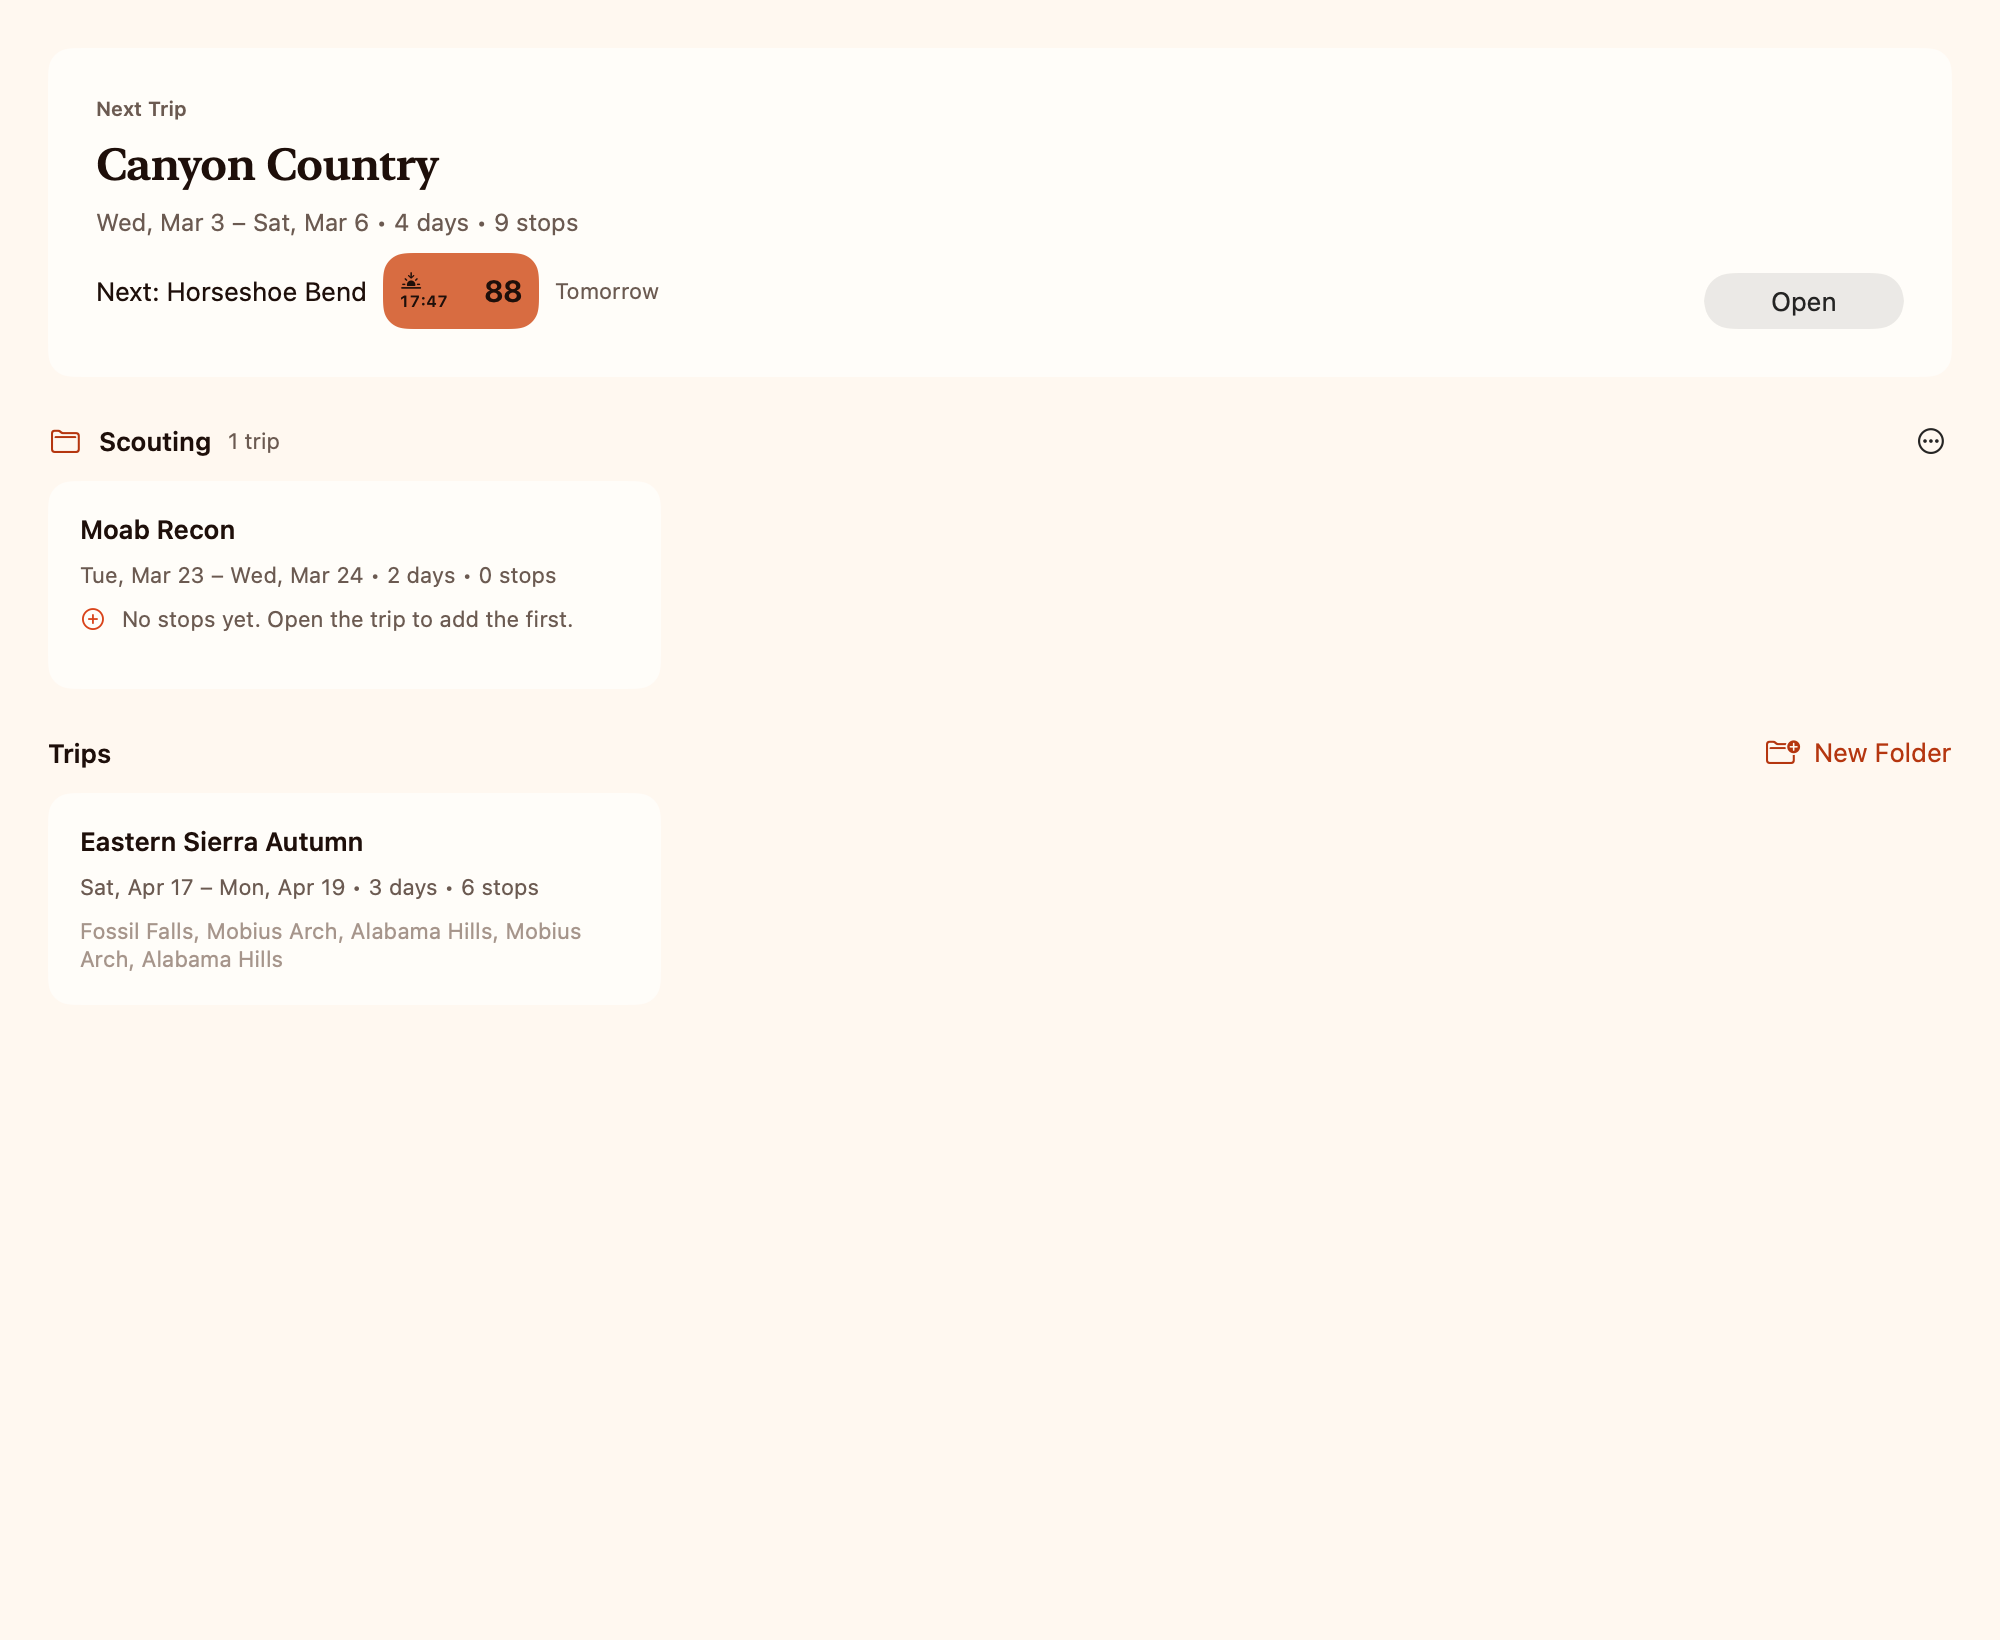 Next Trip
Canyon Country
Wed, Mar 3 – Sat, Mar 6 • 4 days • 9 stops
Next: Horseshoe Bend 17:47 88 Tomorrow
Open
Scouting 1 trip
Moab Recon
Tue, Mar 23 – Wed, Mar 24 • 2 days • 0 stops
No stops yet. Open the trip to add the first.
Trips
New Folder
Eastern Sierra Autumn
Sat, Apr 17 – Mon, Apr 19 • 3 days • 6 stops
Fossil Falls, Mobius Arch, Alabama Hills, Mobius
Arch, Alabama Hills